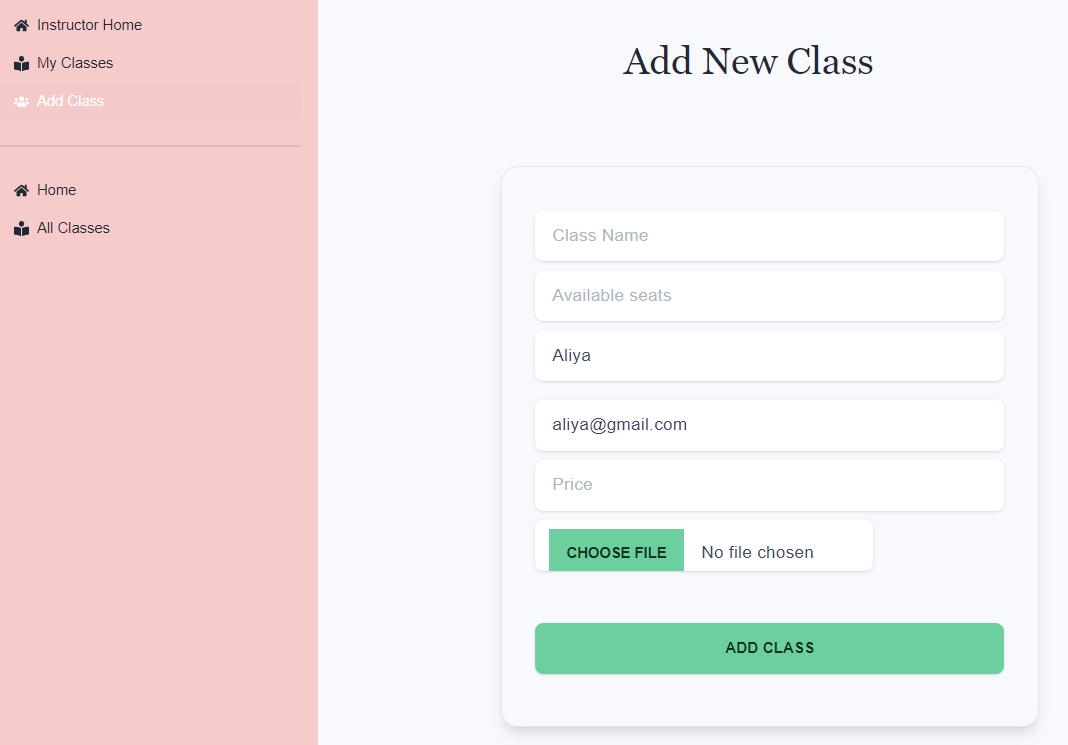 Instructor Home
My Classes
Add Class
Home
All Classes
Add New Class
Class Name
Available seats
Aliya
aliya@gmail.com
Price
CHOOSE FILE No file chosen
ADD CLASS